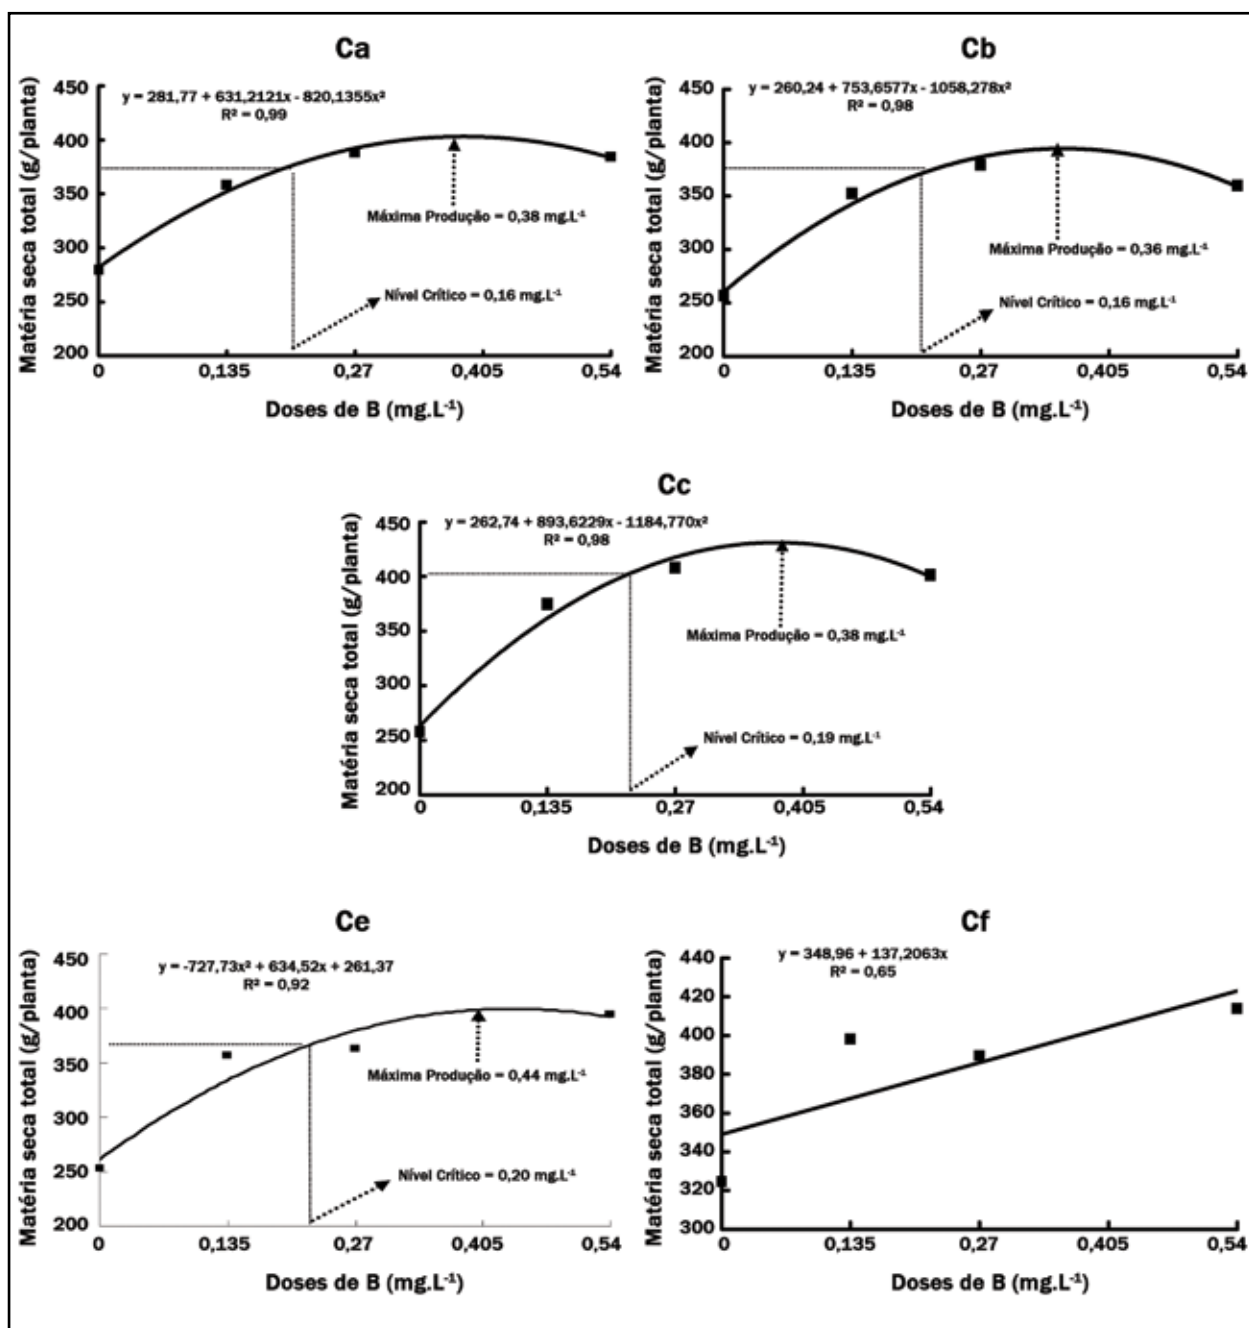 Ca
Matéria seca total (g/planta)
y = 281,77 + 631,2121x - 820,1355x²
R² = 0,99
450
400
350
300
250
200
Máxima Produção = 0,38 mg.L⁻¹
Nível Crítico = 0,16 mg.L⁻¹
0 0,135 0,27 0,405 0,54
Doses de B (mg.L⁻¹)
Cb
Matéria seca total (g/planta)
y = 260,24 + 753,6577x - 1058,278x²
R² = 0,98
450
400
350
300
250
200
Máxima Produção = 0,36 mg.L⁻¹
Nível Crítico = 0,16 mg.L⁻¹
0 0,135 0,27 0,405 0,54
Doses de B (mg.L⁻¹)
Cc
Matéria seca total (g/planta)
y = 262,74 + 893,6229x - 1184,770x²
R² = 0,98
450
400
350
300
250
200
Máxima Produção = 0,38 mg.L⁻¹
Nível Crítico = 0,19 mg.L⁻¹
0 0,135 0,27 0,405 0,54
Doses de B (mg.L⁻¹)
Ce
Matéria seca total (g/planta)
y = -727,73x² + 634,52x + 261,37
R² = 0,92
450
400
350
300
250
200
Máxima Produção = 0,44 mg.L⁻¹
Nível Crítico = 0,20 mg.L⁻¹
0 0,135 0,27 0,405 0,54
Doses de B (mg.L⁻¹)
Cf
Matéria seca total (g/planta)
y = 348,96 + 137,2063x
R² = 0,65
440
420
400
380
360
340
320
300
0 0,135 0,27 0,405 0,54
Doses de B (mg.L⁻¹)